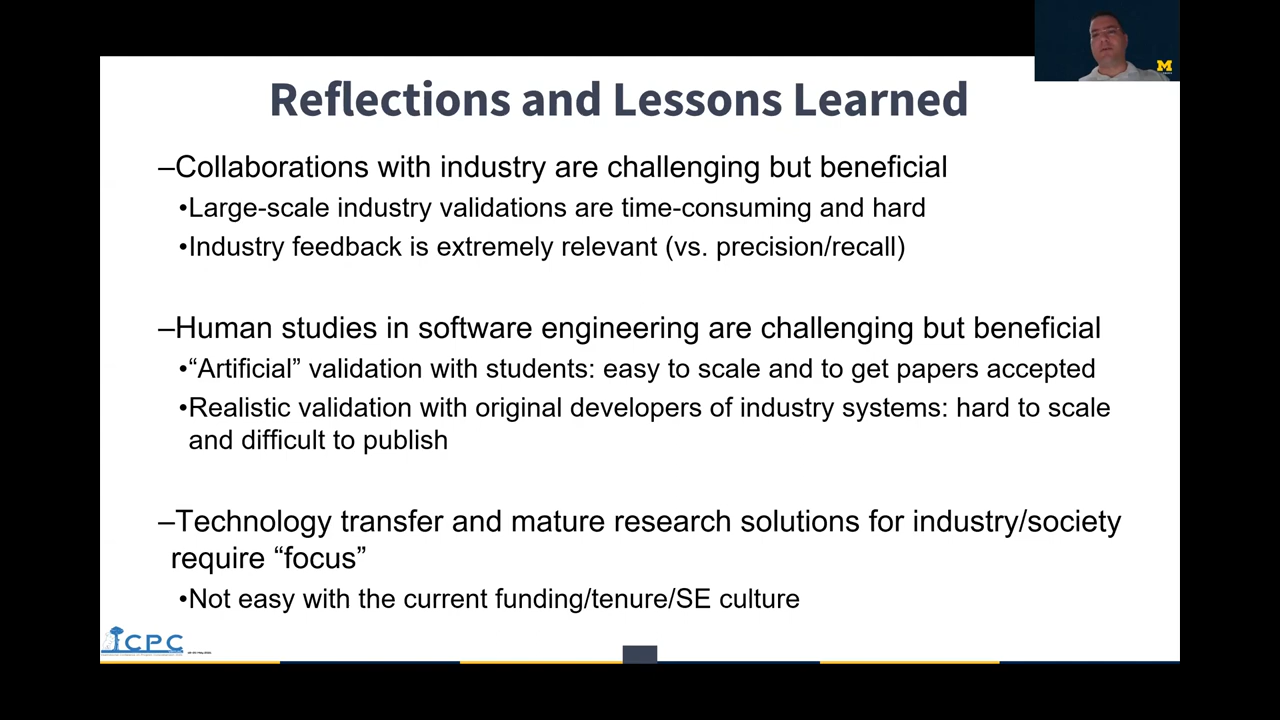 M
Reflections and Lessons Learned
–Collaborations with industry are challenging but beneficial
•Large-scale industry validations are time-consuming and hard
•Industry feedback is extremely relevant (vs. precision/recall)
–Human studies in software engineering are challenging but beneficial
•“Artificial” validation with students: easy to scale and to get papers accepted
•Realistic validation with original developers of industry systems: hard to scale
and difficult to publish
–Technology transfer and mature research solutions for industry/society
require “focus”
•Not easy with the current funding/tenure/SE culture
iCPC